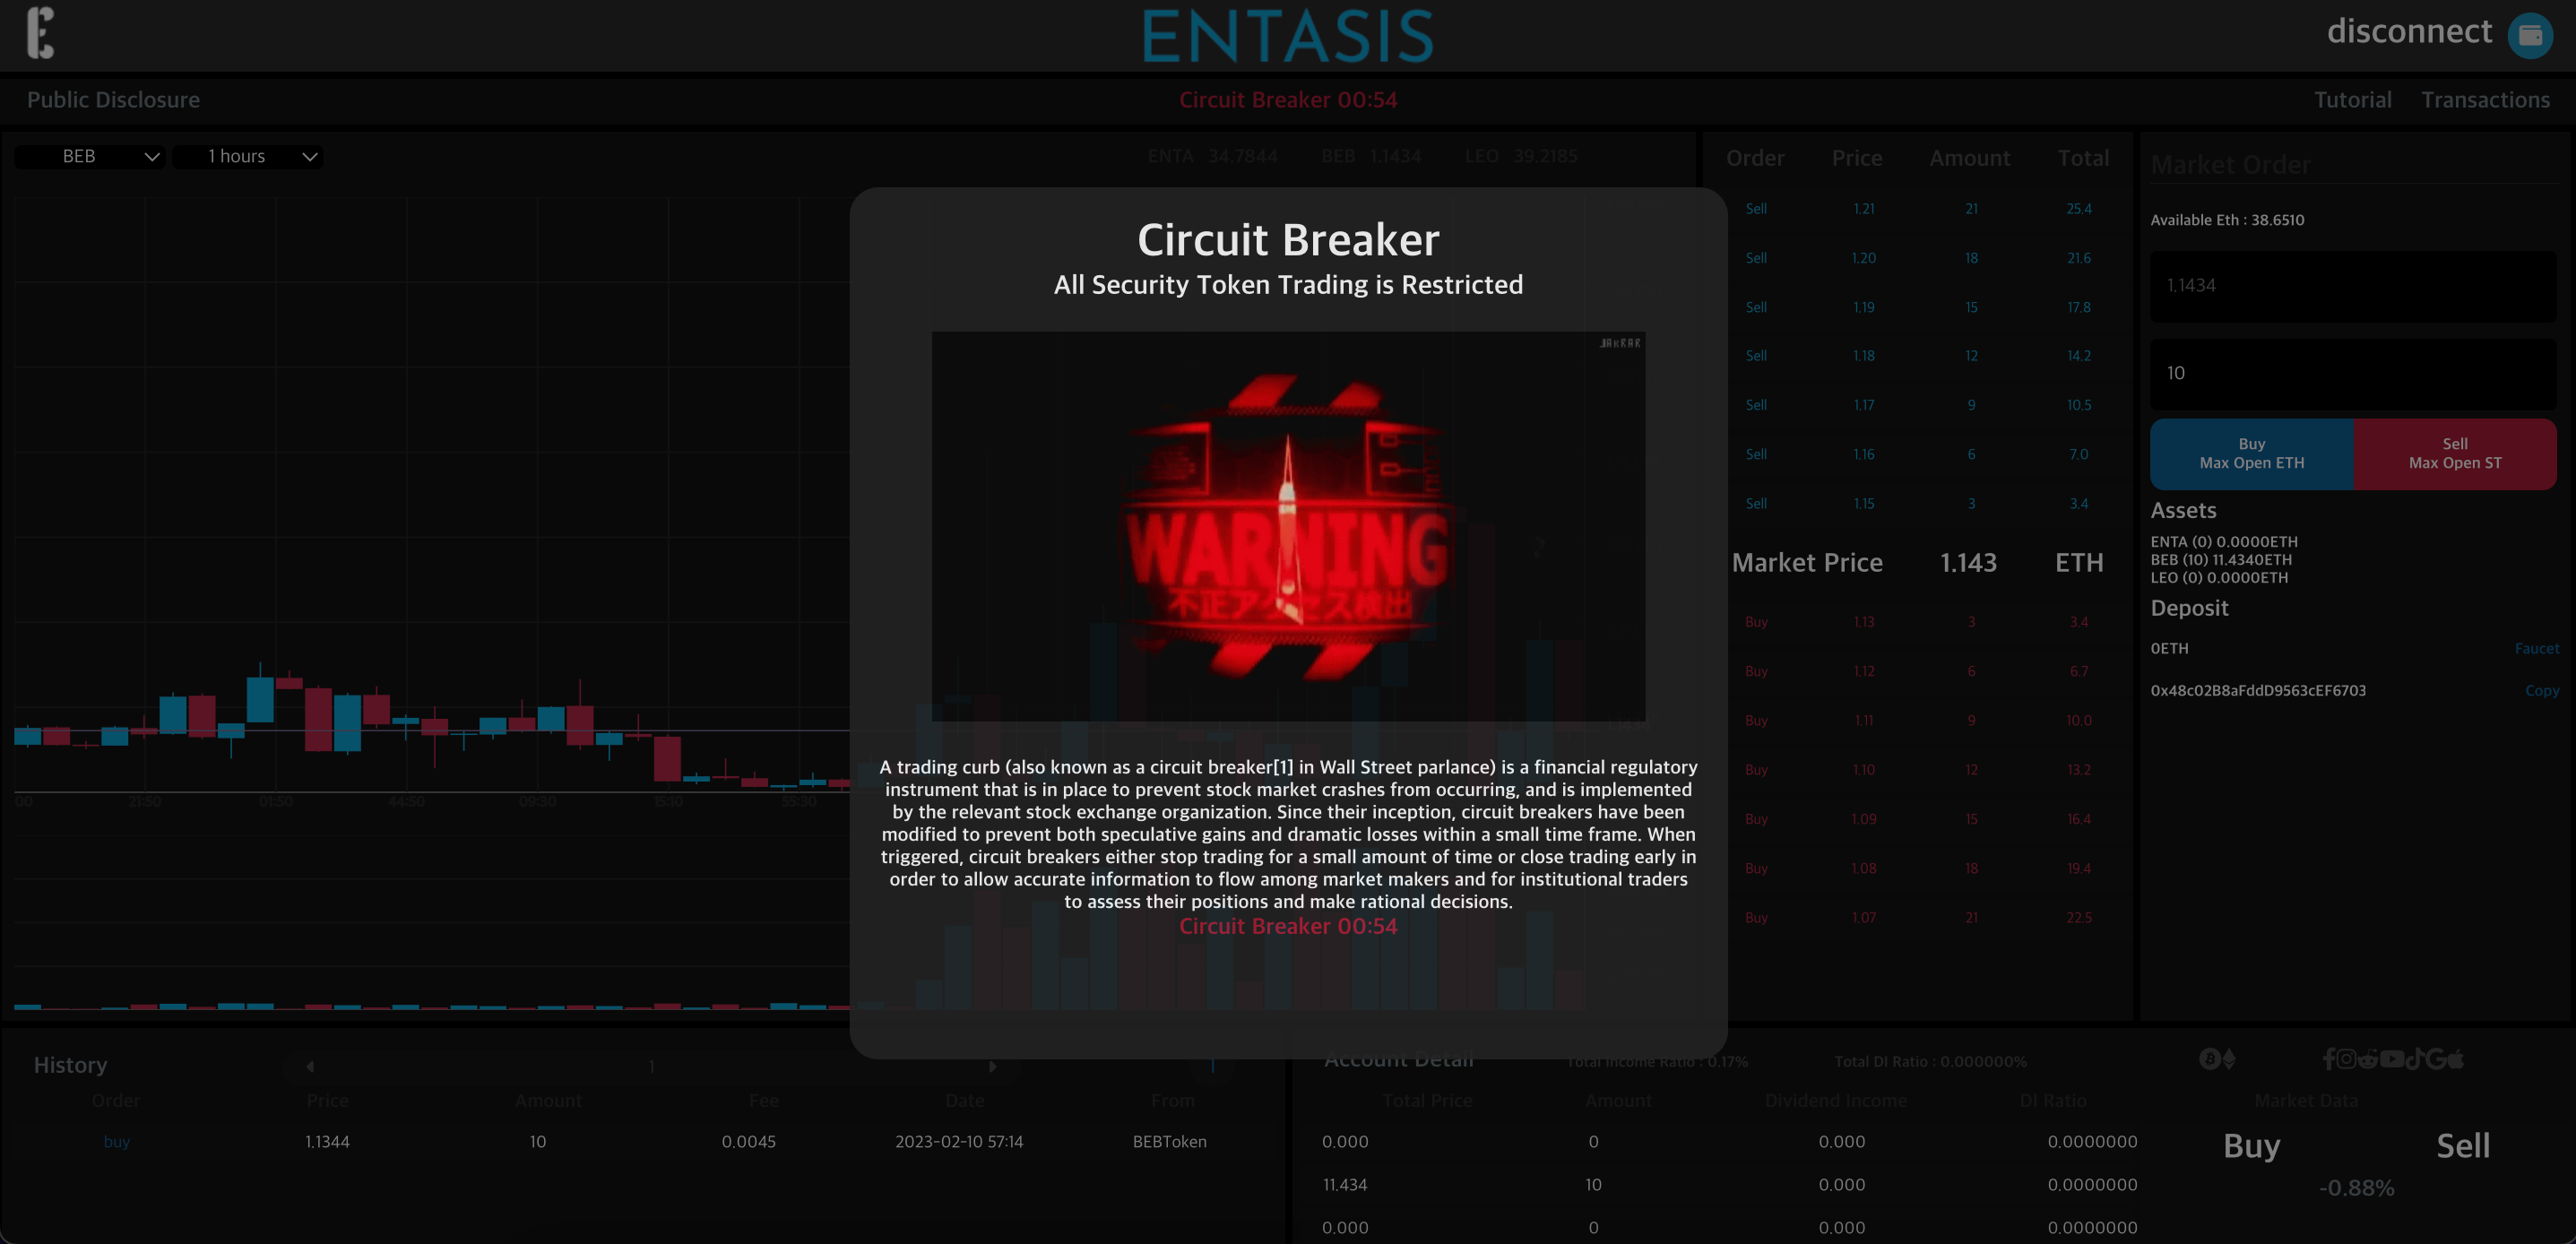 ENTASIS
disconnect
Public Disclosure
Circuit Breaker 00:54
Tutorial Transactions
BEB 1 hours
ENTA 34.7844 BEB 1.1434 LEO 39.2185
Circuit Breaker
All Security Token Trading is Restricted
JAKRAR
WARNING
A trading curb (also known as a circuit breaker[1] in Wall Street parlance) is a financial regulatory
instrument that is in place to prevent stock market crashes from occurring, and is implemented
by the relevant stock exchange organization. Since their inception, circuit breakers have been
modified to prevent both speculative gains and dramatic losses within a small time frame. When
triggered, circuit breakers either stop trading for a small amount of time or close trading early in
order to allow accurate information to flow among market makers and for institutional traders
to assess their positions and make rational decisions.
Circuit Breaker 00:54
00 21:50 01:50 44:50 09:30 15:10 55:30
Order Price Amount Total
Sell 1.21 21 25.4
Sell 1.20 18 21.6
Sell 1.19 15 17.8
Sell 1.18 12 14.2
Sell 1.17 9 10.5
Sell 1.16 6 7.0
Sell 1.15 3 3.4
Market Price 1.143 ETH
Buy 1.13 3 3.4
Buy 1.12 6 6.7
Buy 1.11 9 10.0
Buy 1.10 12 13.2
Buy 1.09 15 16.4
Buy 1.08 18 19.4
Buy 1.07 21 22.5
Market Order
Available Eth : 38.6510
1.1434
10
Buy
Max Open ETH
Sell
Max Open ST
Assets
ENTA (0) 0.0000ETH
BEB (10) 11.4340ETH
LEO (0) 0.0000ETH
Deposit
0ETH Faucet
0x48c02B8aFddD9563cEF6703 Copy
History 1
Order Price Amount Fee Date From
buy 1.1344 10 0.0045 2023-02-10 57:14 BEBToken
Account Detail Total Income Ratio : 0.17% Total DI Ratio : 0.000000%
Total Price Amount Dividend Income DI Ratio Market Data
0.000 0 0.000 0.0000000
11.434 10 0.000 0.0000000
0.000 0 0.000 0.0000000
Buy Sell
-0.88%